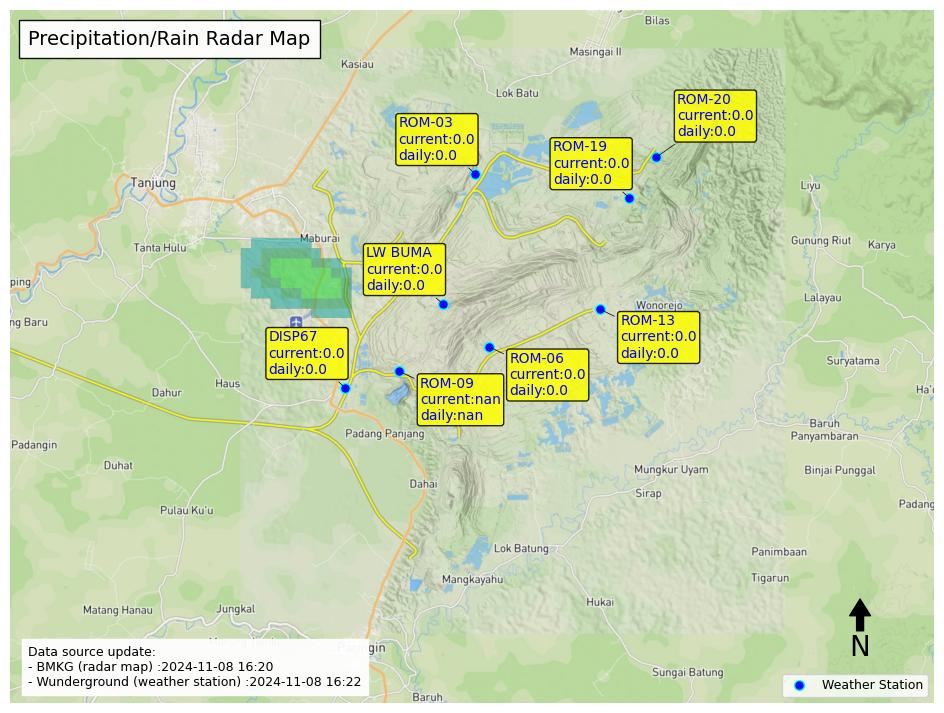 Precipitation/Rain Radar Map
Bilas
Masingai II
Kasiau
Lok Batu
ROM-20
current:0.0
daily:0.0
ROM-03
current:0.0
daily:0.0
ROM-19
current:0.0
daily:0.0
Tanjung
Liyu
Maburai
Tanta Hulu
Gunung Riut
Karya
LW BUMA
current:0.0
daily:0.0
ping
Lalayau
Wonorejo
ng Baru
ROM-13
current:0.0
daily:0.0
DISP67
current:0.0
daily:0.0
ROM-06
current:0.0
daily:0.0
Suryatama
ROM-09
current:nan
daily:nan
Haus
Dahur
Ha'
Baruh
Panyambaran
Padang Panjang
Padangin
Duhat
Mungkur Uyam
Binjai Punggal
Dahai
Sirap
Padang
Pulau Ku'u
Lok Batung
Panimbaan
Mangkayahu
Tigarun
Hukai
Matang Hanau
Jungkal
N
Data source update:
- BMKG (radar map) :2024-11-08 16:20
- Wunderground (weather station) :2024-11-08 16:22
Sungai Batung
Weather Station
Baruh